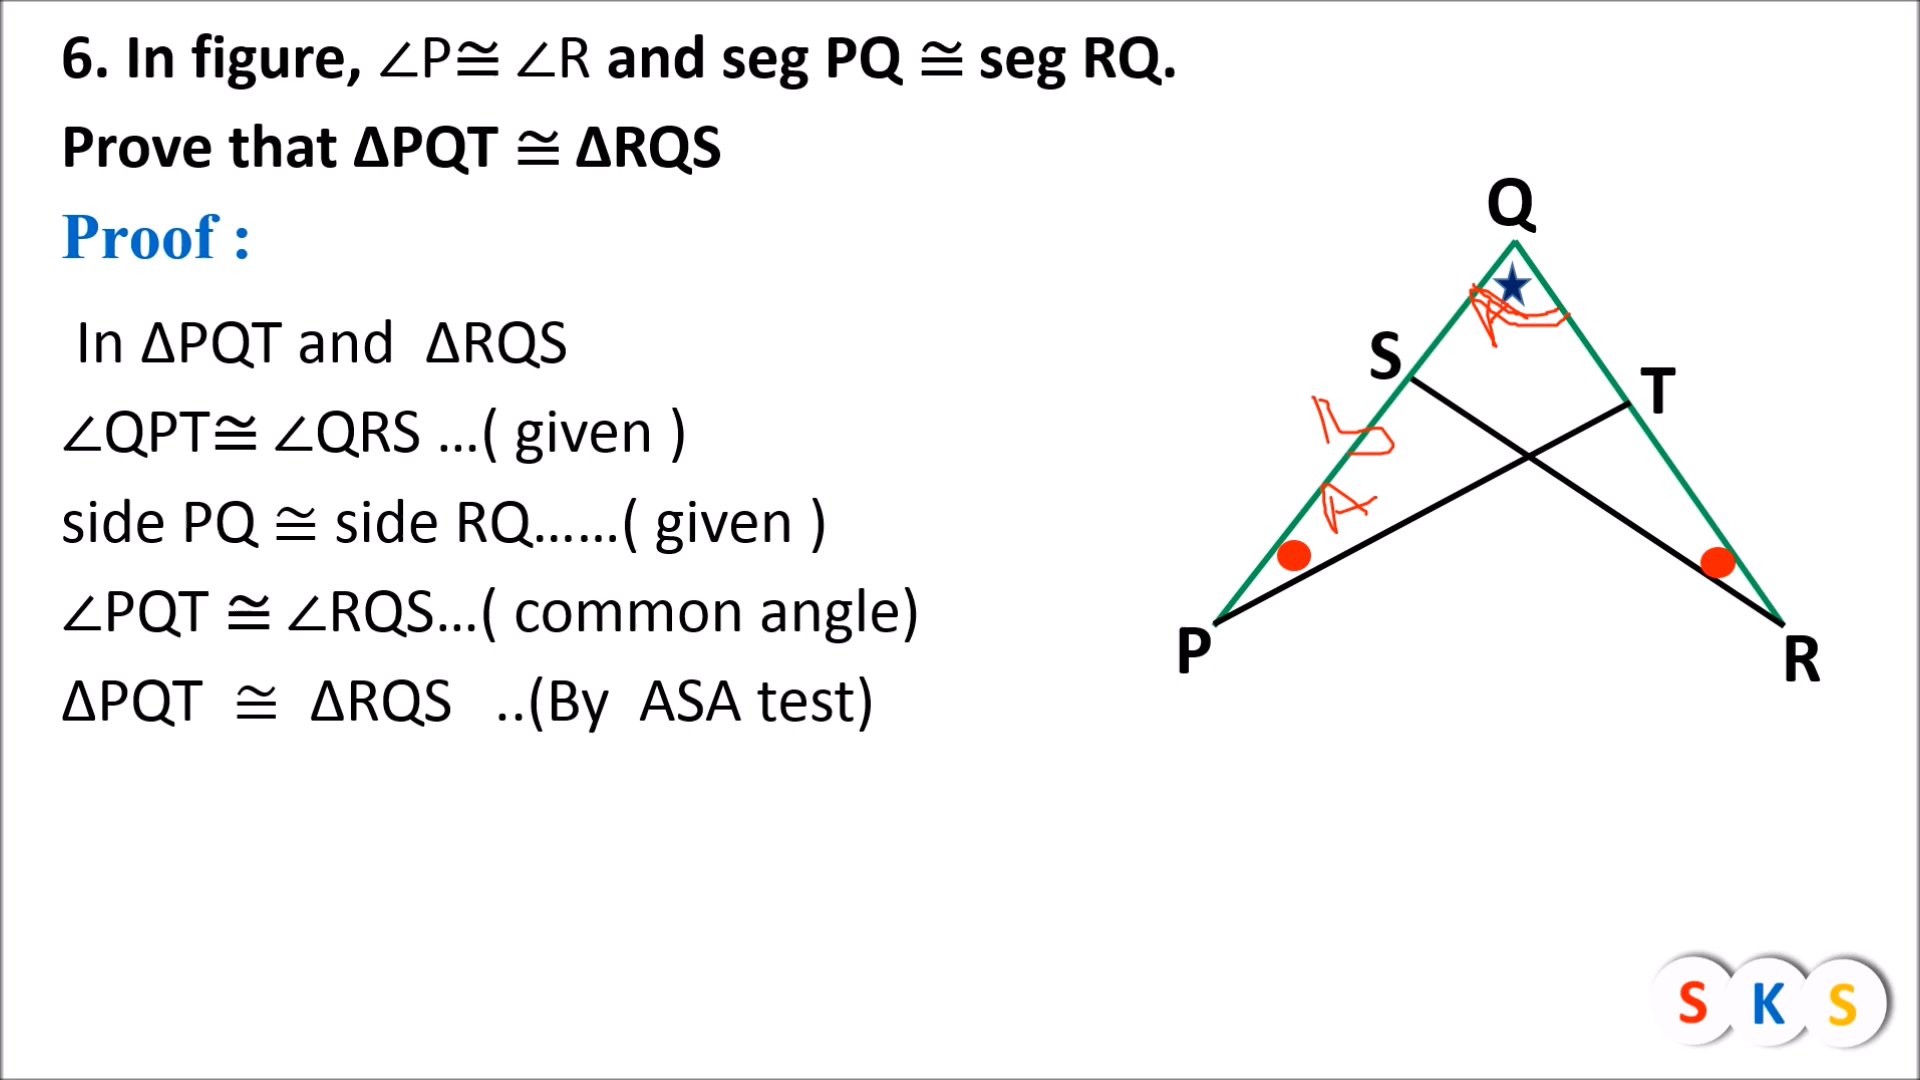 6. In figure, ∠P≅ ∠R and seg PQ ≅ seg RQ.
Prove that ΔPQT ≅ ΔRQS
Proof :
In ΔPQT and ΔRQS
∠QPT≅ ∠QRS ...( given )
side PQ ≅ side RQ......( given )
∠PQT ≅ ∠RQS...( common angle)
ΔPQT ≅ ΔRQS ..(By ASA test)
Q
S
T
A
S
A
P
R
S K S